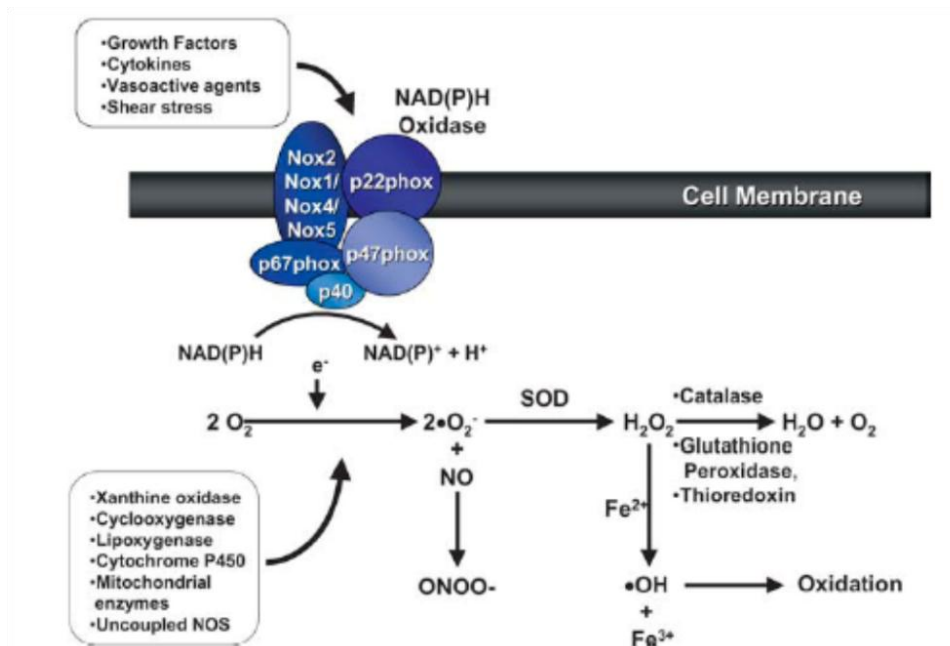 •Growth Factors
•Cytokines
•Vasoactive agents
•Shear stress
NAD(P)H
Oxidase
Nox2
Nox1/
Nox4/
Nox5
p22phox
Cell Membrane
p67phox
p47phox
p40
NAD(P)H
NAD(P)⁺ + H⁺
e⁻
2 O₂
2•O₂⁻
SOD
H₂O₂
•Catalase
H₂O + O₂
•Glutathione
Peroxidase,
•Thioredoxin
+
NO
ONOO-
Fe²⁺
•OH
+
Fe³⁺
Oxidation
•Xanthine oxidase
•Cyclooxygenase
•Lipoxygenase
•Cytochrome P450
•Mitochondrial
enzymes
•Uncoupled NOS